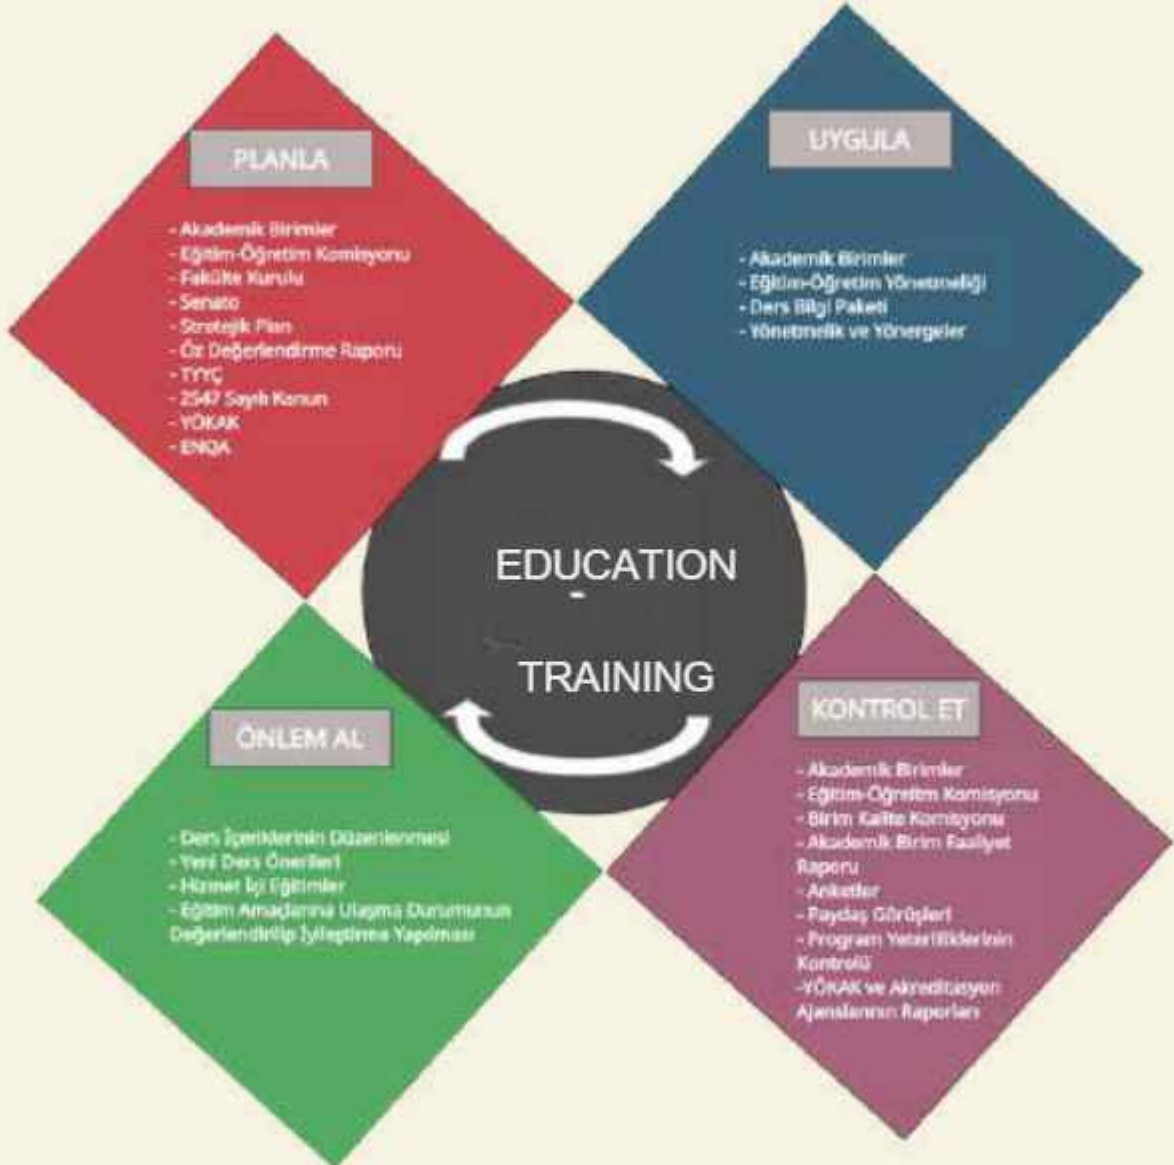 PLANLA
- Akademik Birimler
- Eğitim-Öğretim Komisyonu
- Fakülte Kurulu
- Senato
- Stratejik Plan
- Öz Değerlendirme Raporu
- TYYÇ
- 2547 Sayılı Kanun
- YÖKAK
- ENQA
UYGULA
- Akademik Birimler
- Eğitim-Öğretim Yönetmeliği
- Ders Bilgi Paketi
- Yönetmelik ve Yönergeler
EDUCATION
-
TRAINING
ÖNLEM AL
- Ders İçeriklerinin Düzenlenmesi
- Yeni Ders Önerileri
- Hizmet İçi Eğitimler
- Eğitim Amaçlarına Ulaşma Durumunun
Değerlendirilip İyileştirme Yapılması
KONTROL ET
- Akademik Birimler
- Eğitim-Öğretim Komisyonu
- Birim Kalite Komisyonu
- Akademik Birim Faaliyet
Raporu
- Anketler
- Paydaş Görüşleri
- Program Yeterliliklerinin
Kontrolü
-YÖKAK ve Akreditasyon
Ajanslarının Raporları